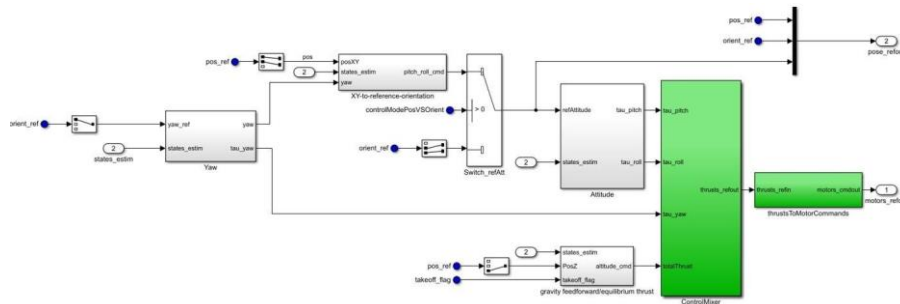 pos_ref
orient_ref
2
pose_refout
pos_ref
pos
posXY
2
states_estim
pitch_roll_cmd
yaw
XY-to-reference-orientation
> 0
controlModePosVSOrient
orient_ref
Switch_refAtt
orient_ref
yaw_ref
yaw
2
states_estim
tau_yaw
states_estim
Yaw
refAttitude
tau_pitch
2
states_estim
tau_roll
Attitude
tau_pitch
tau_roll
thrusts_refout
tau_yaw
totalThrust
ControlMixer
thrusts_refin
motors_cmdout
thrustsToMotorCommands
1
motors_refout
2
states_estim
pos_ref
PosZ
altitude_cmd
takeoff_flag
takeoff_flag
gravity feedforward/equilibrium thrust